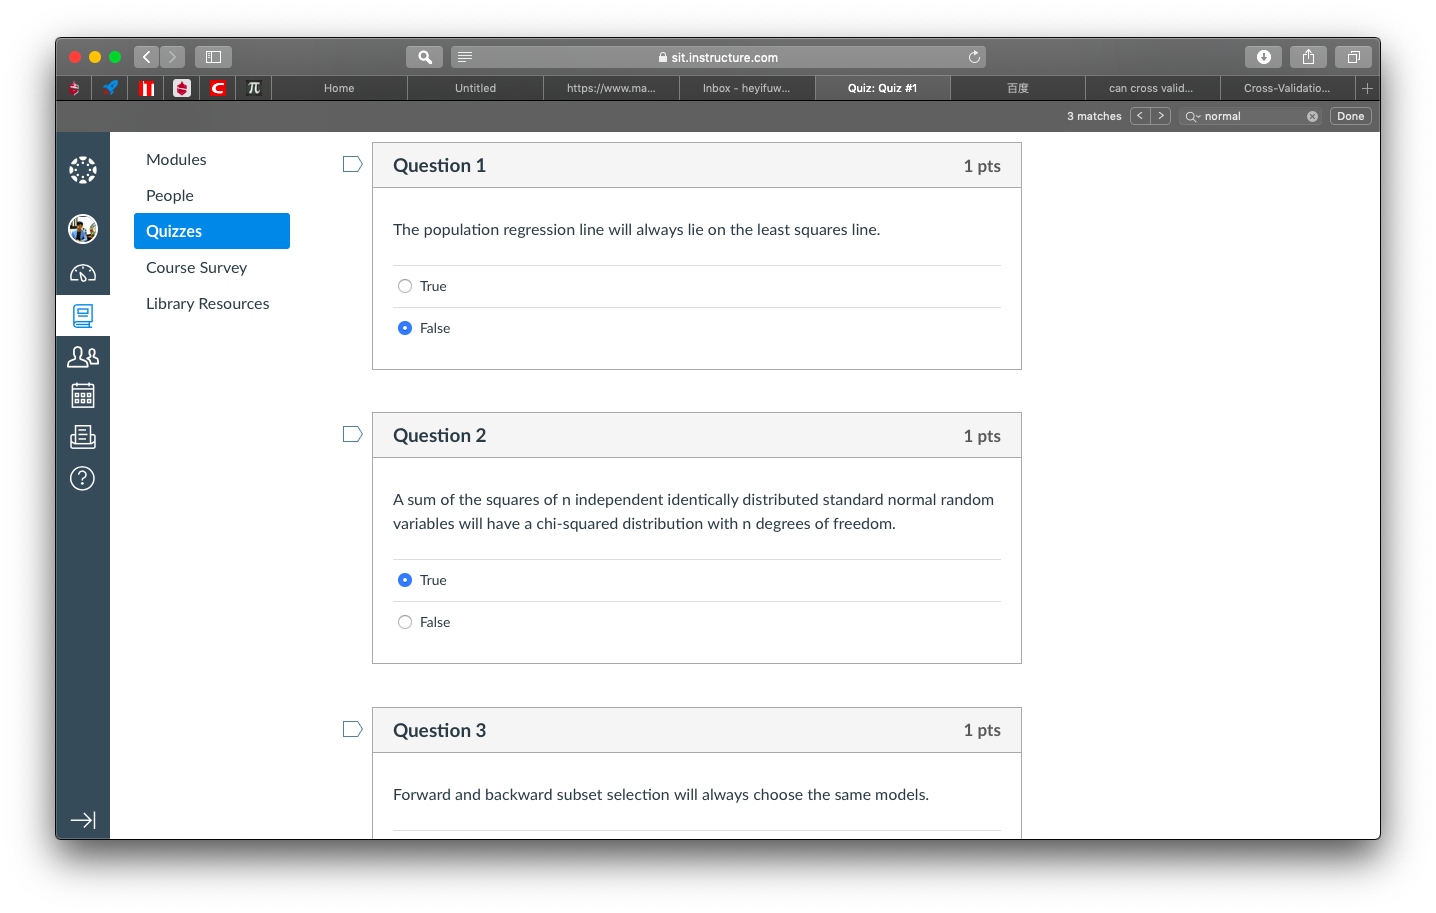 sit.instructure.com
Home
Untitled
https://www.ma...
Inbox - heyifuw...
Quiz: Quiz #1
百度
can cross valid...
Cross-Validatio...
3 matches
normal
Done
Modules
People
Quizzes
Course Survey
Library Resources
Question 1
1 pts
The population regression line will always lie on the least squares line.
True
False
Question 2
1 pts
A sum of the squares of n independent identically distributed standard normal random
variables will have a chi-squared distribution with n degrees of freedom.
True
False
Question 3
1 pts
Forward and backward subset selection will always choose the same models.